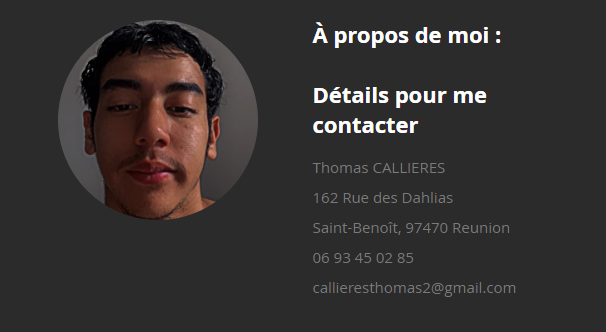 À propos de moi :
Détails pour me
contacter
Thomas CALLIERES
162 Rue des Dahlias
Saint-Benoît, 97470 Reunion
06 93 45 02 85
callieresthomas2@gmail.com